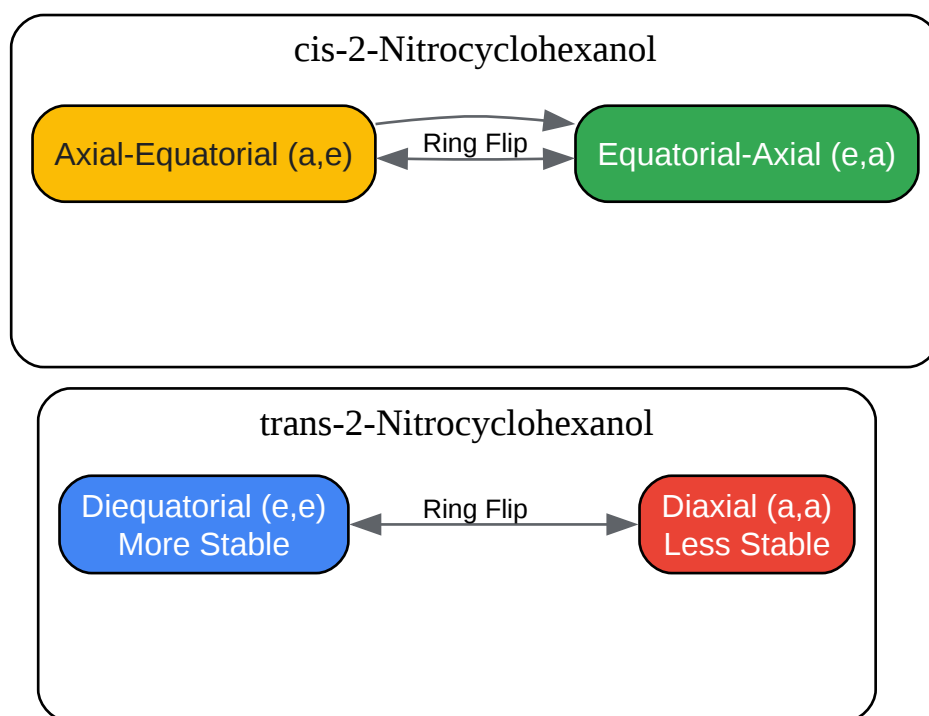 cis-2-Nitrocyclohexanol
Axial-Equatorial (a,e)
Ring Flip
Equatorial-Axial (e,a)
trans-2-Nitrocyclohexanol
Diequatorial (e,e)
More Stable
Ring Flip
Diaxial (a,a)
Less Stable